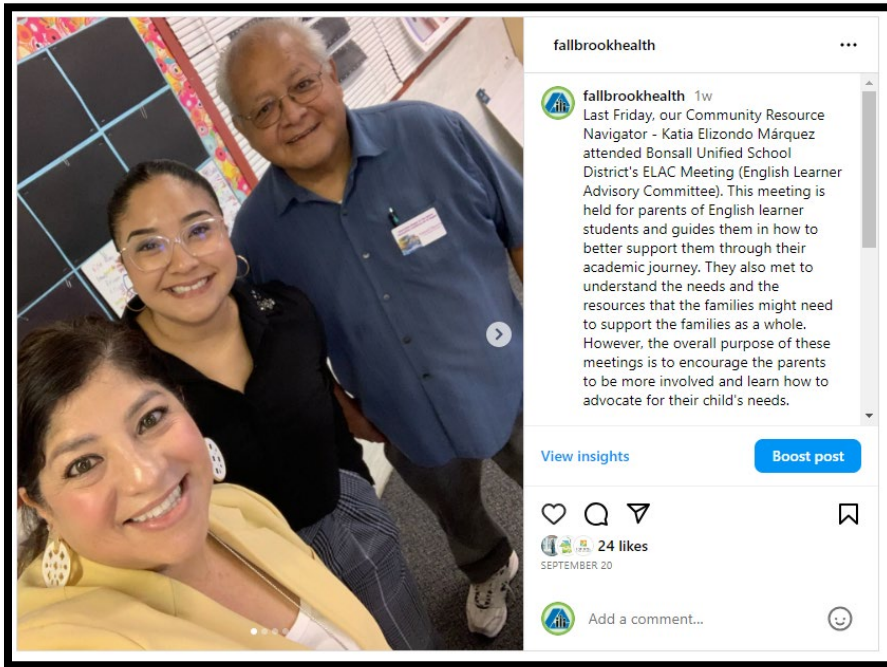 fallbrookhealth
fallbrookhealth 1w
Last Friday, our Community Resource
Navigator - Katia Elizondo Márquez
attended Bonsall Unified School
District's ELAC Meeting (English Learner
Advisory Committee). This meeting is
held for parents of English learner
students and guides them in how to
better support them through their
academic journey. They also met to
understand the needs and the
resources that the families might need
to support the families as a whole.
However, the overall purpose of these
meetings is to encourage the parents
to be more involved and learn how to
advocate for their child's needs.
View insights
Boost post
24 likes
SEPTEMBER 20
Add a comment...